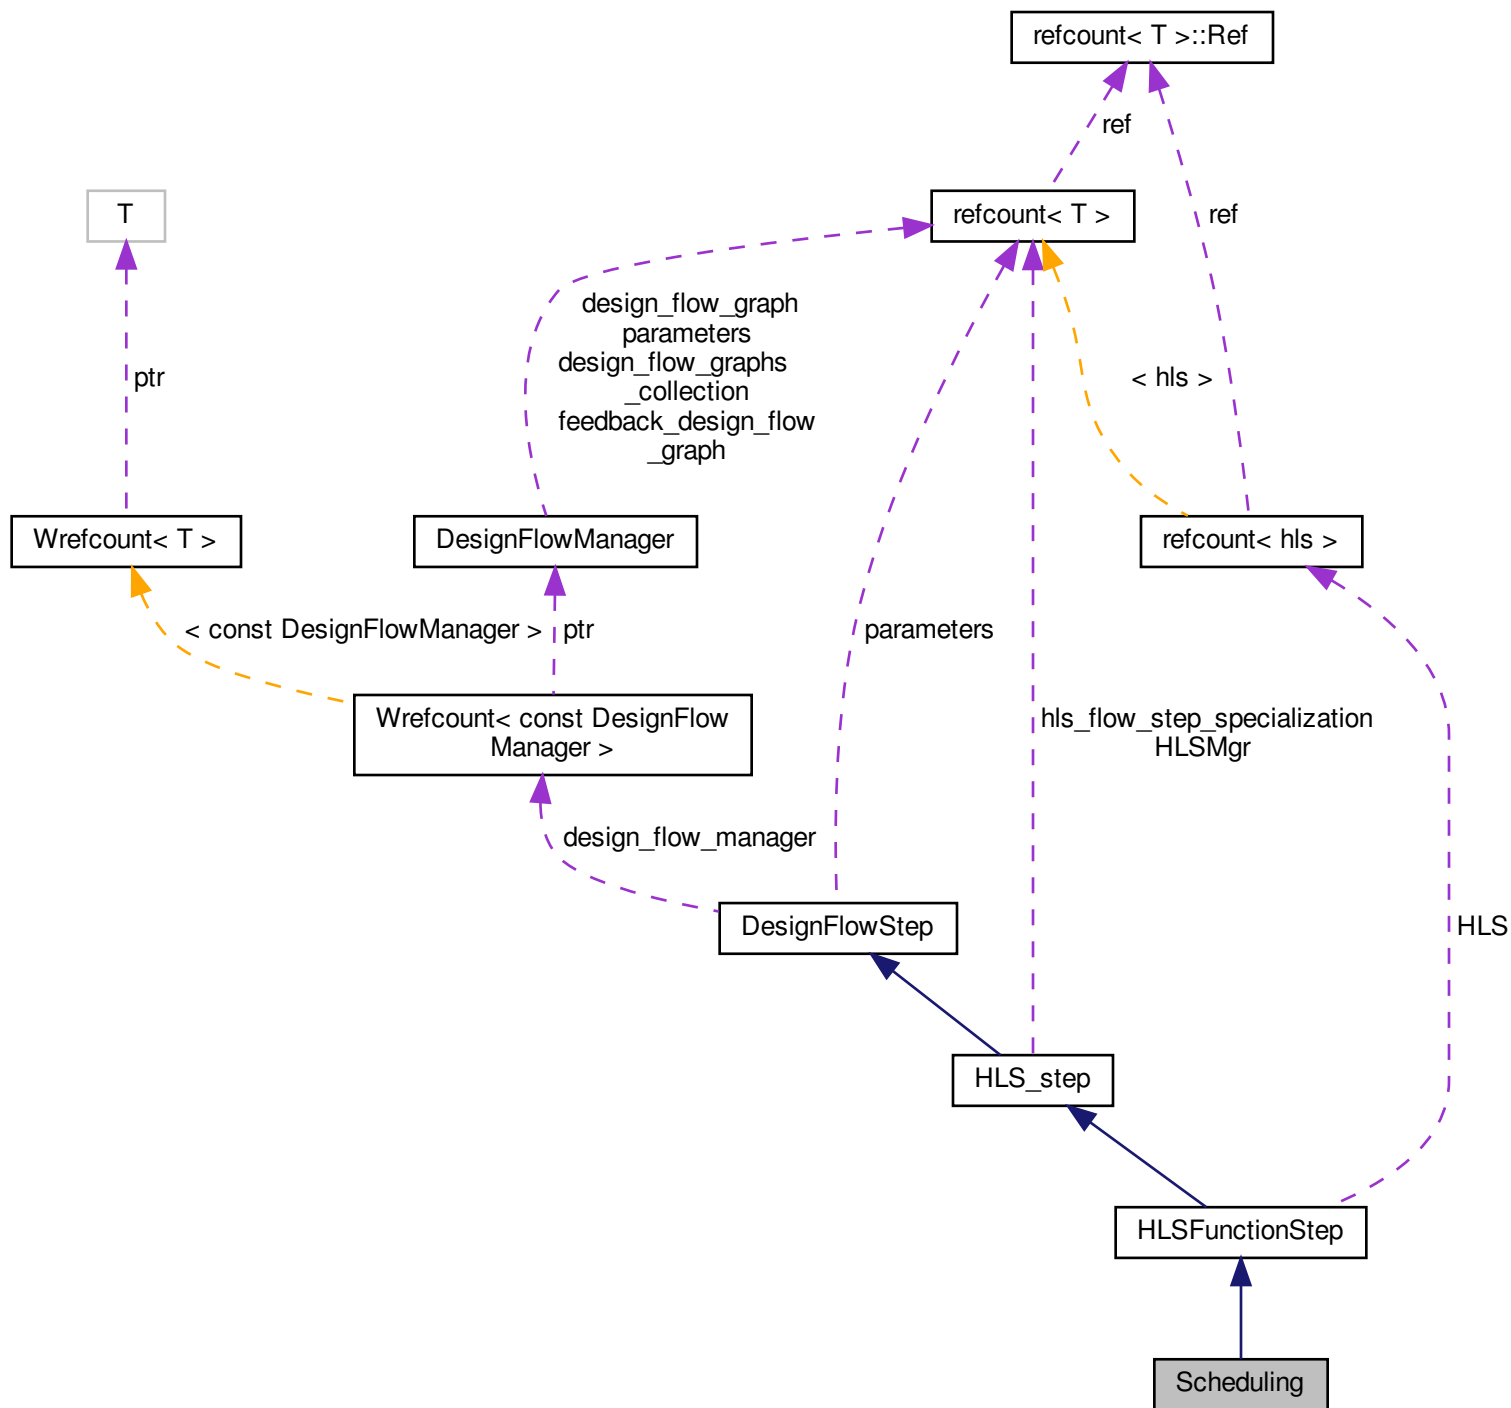 refcount< T >::Ref
ref
T
refcount< T >
ref
design_flow_graph
parameters
design_flow_graphs
_collection
feedback_design_flow
_graph
ptr
< hls >
Wrefcount< T >
DesignFlowManager
refcount< hls >
< const DesignFlowManager >
ptr
parameters
Wrefcount< const DesignFlow
Manager >
hls_flow_step_specialization
HLSMgr
design_flow_manager
DesignFlowStep
HLS
HLS_step
HLSFunctionStep
Scheduling